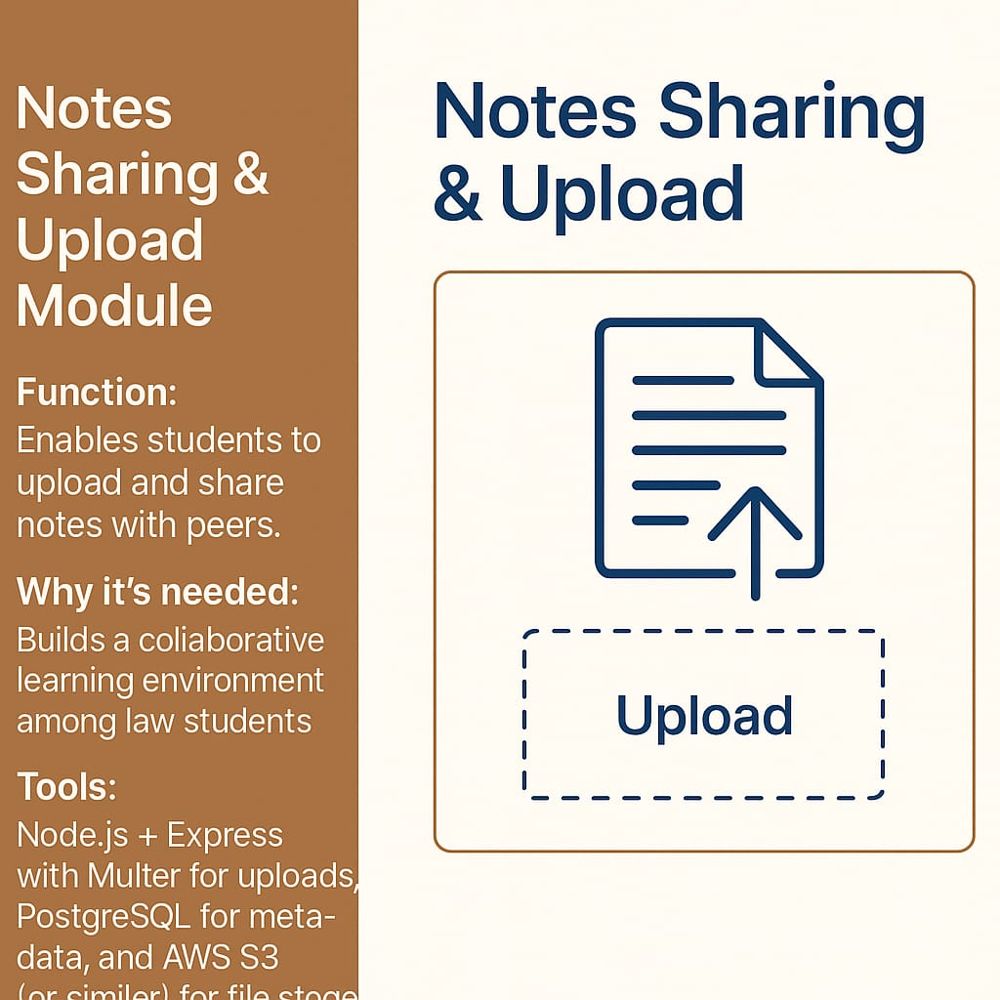 Notes
Sharing &
Upload
Module
Function:
Enables students to
upload and share
notes with peers.
Why it's needed:
Builds a coliaborative
learning environment
among law students
Tools:
Node.js + Express
with Multer for uploads,
PostgreSQL for meta-
data, and AWS S3
(or similer) for file stoge
Notes Sharing
& Upload
Upload